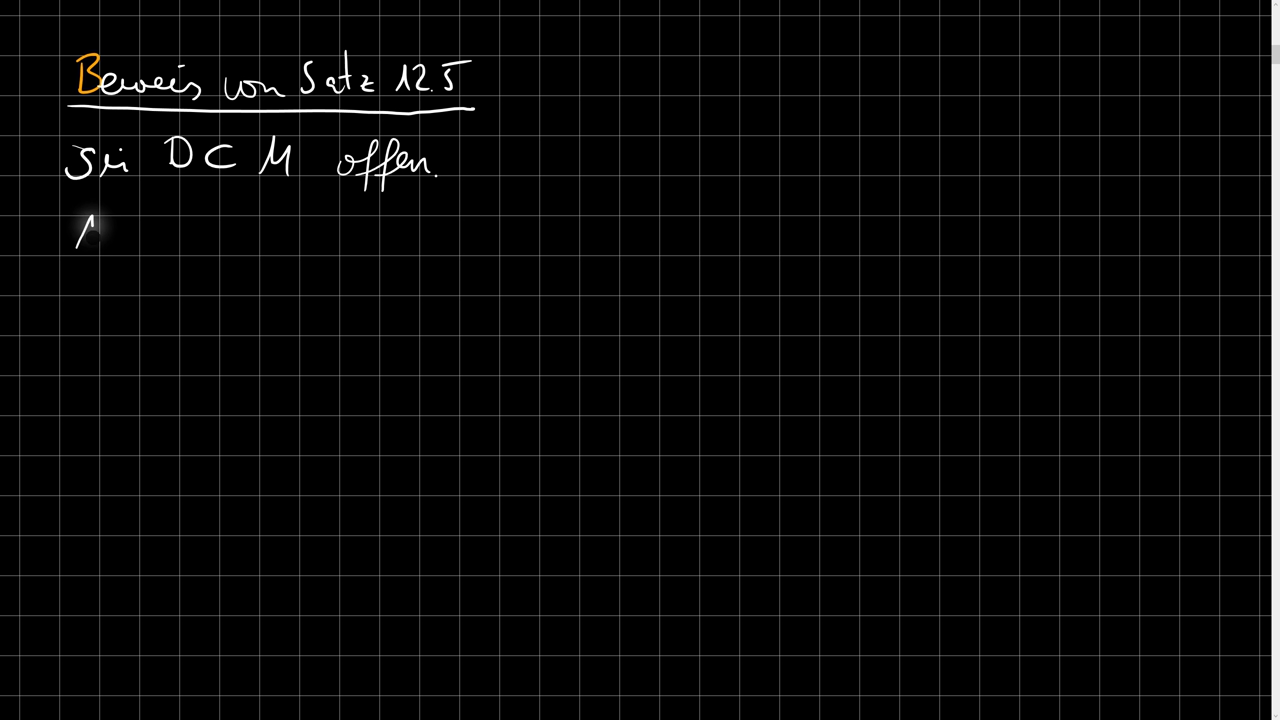 Beweis von Satz 12.5
Sei D ⊂ M offen.